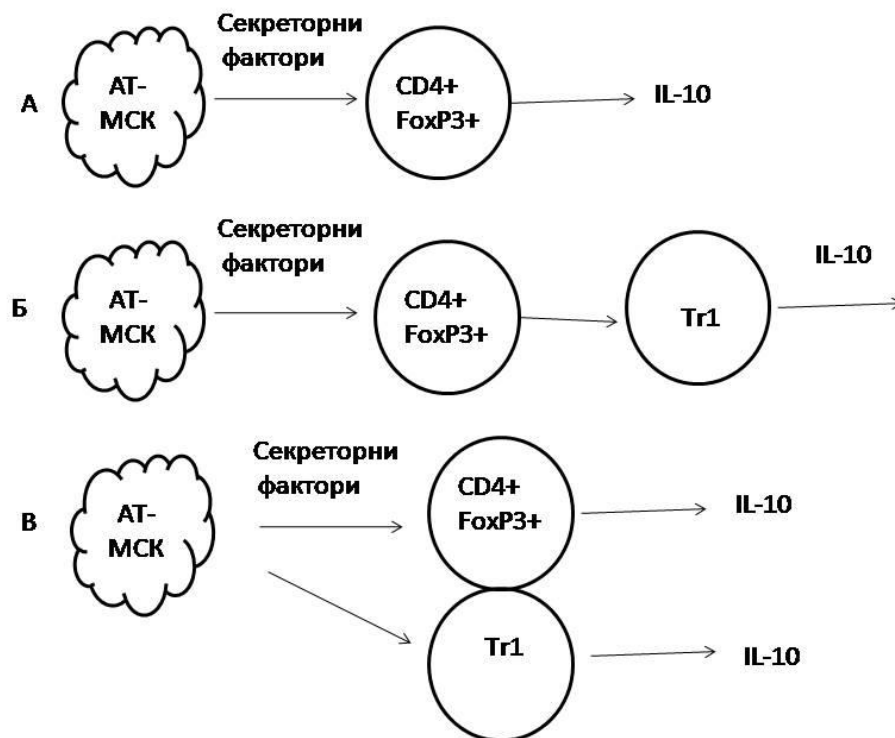 Секреторни
фактори
А
АТ-
МСК
CD4+
FoxP3+
IL-10
Секреторни
фактори
Б
АТ-
МСК
CD4+
FoxP3+
Tr1
IL-10
Секреторни
фактори
В
АТ-
МСК
CD4+
FoxP3+
IL-10
Tr1
IL-10